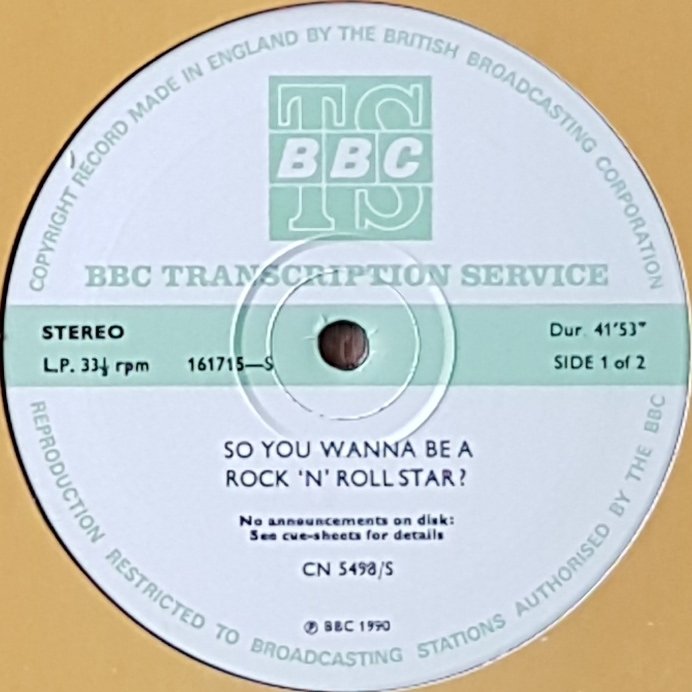 COPYRIGHT RECORD MADE IN ENGLAND BY THE BRITISH BROADCASTING CORPORATION
TS
BBC
BBC TRANSCRIPTION SERVICE
STEREO
Dur. 41'53"
L.P. 33⅓ rpm
161715—S
SIDE 1 of 2
SO YOU WANNA BE A
ROCK 'N' ROLL STAR?
No announcements on disk:
See cue-sheets for details
CN 5498/S
℗ BBC 1990
REPRODUCTION RESTRICTED TO BROADCASTING STATIONS AUTHORISED BY THE BBC